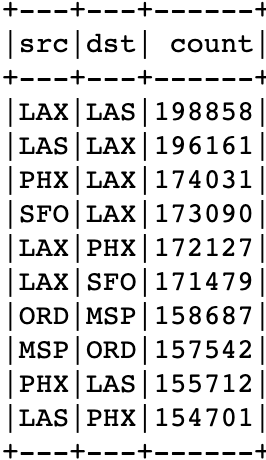 +---+---+------+
|src|dst| count|
+---+---+------+
|LAX|LAS|198858|
|LAS|LAX|196161|
|PHX|LAX|174031|
|SFO|LAX|173090|
|LAX|PHX|172127|
|LAX|SFO|171479|
|ORD|MSP|158687|
|MSP|ORD|157542|
|PHX|LAS|155712|
|LAS|PHX|154701|
+---+---+------+